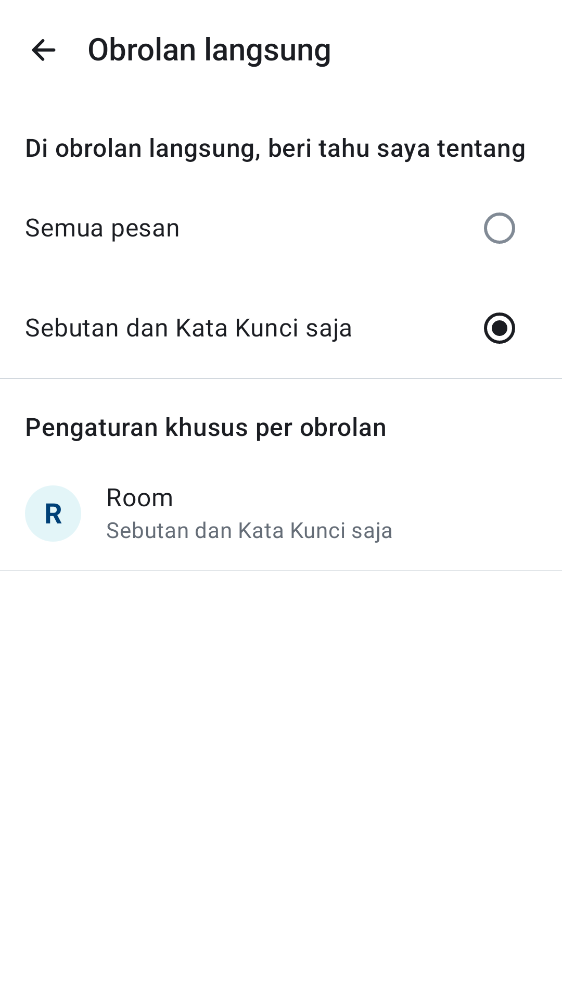 Obrolan langsung
Di obrolan langsung, beri tahu saya tentang
Semua pesan
Sebutan dan Kata Kunci saja
Pengaturan khusus per obrolan
R
Room
Sebutan dan Kata Kunci saja